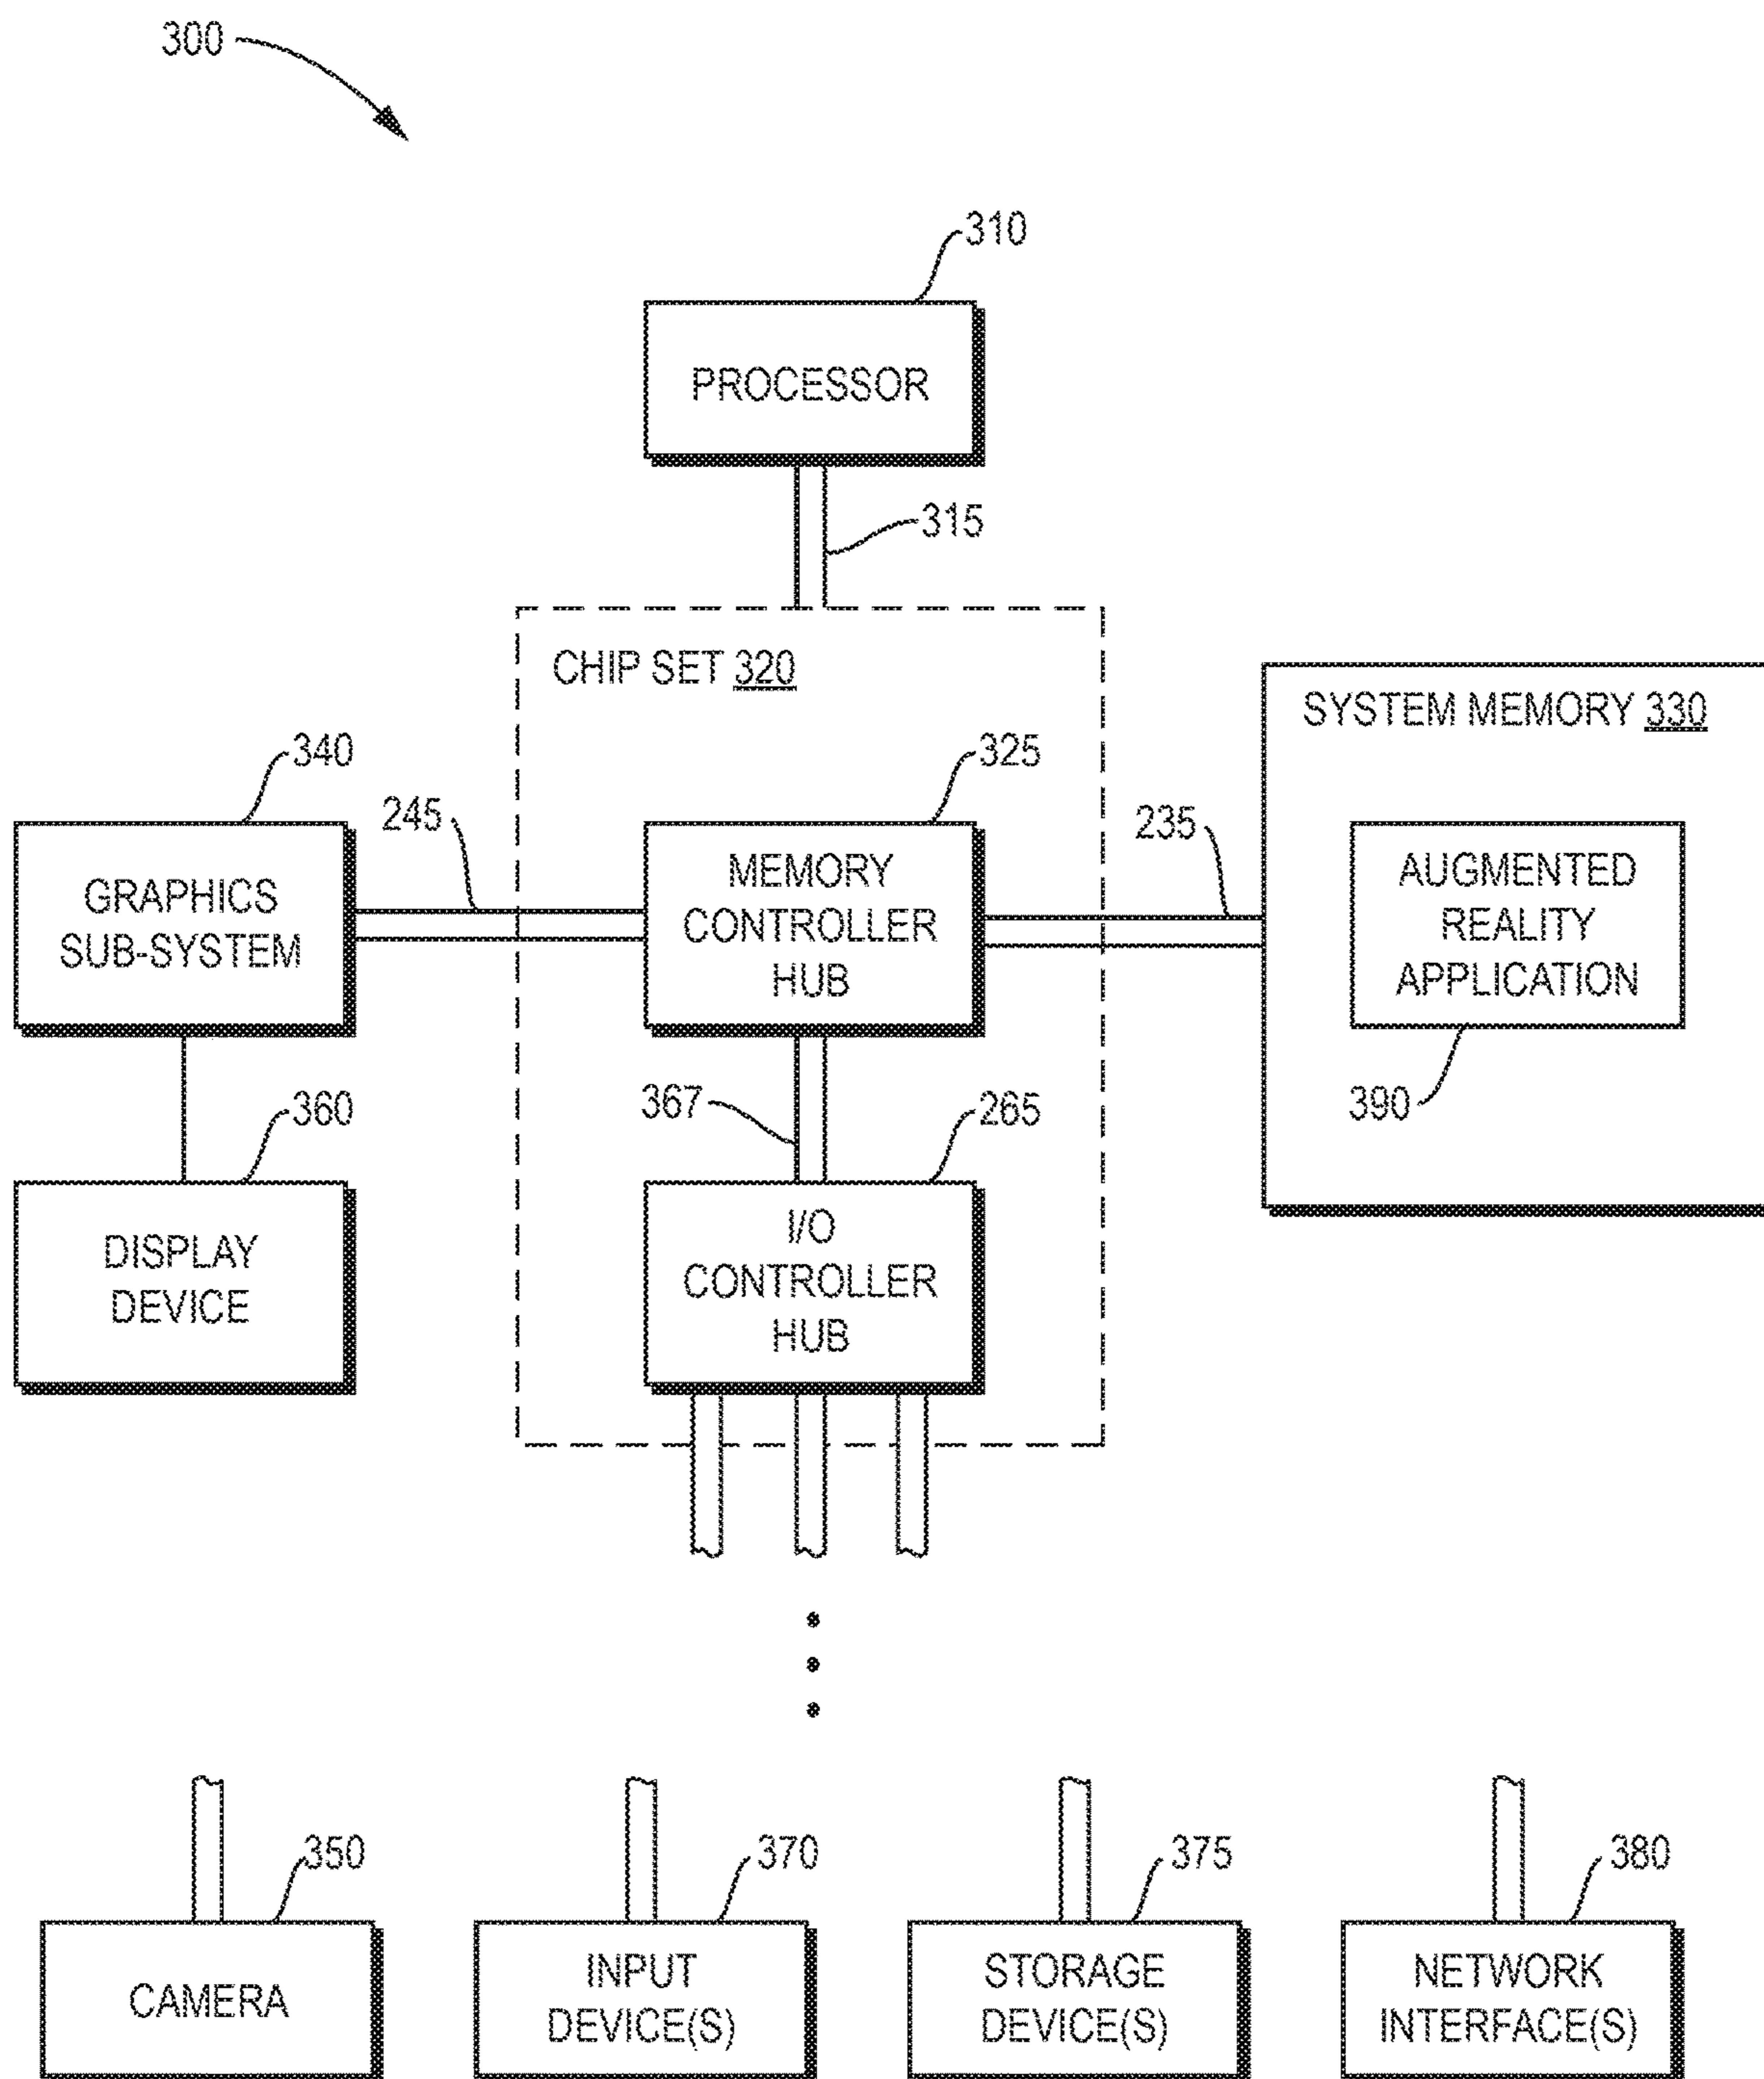 300
310
PROCESSOR
315
CHIP SET 320
SYSTEM MEMORY 330
340
325
245
235
GRAPHICS
SUB-SYSTEM
MEMORY
CONTROLLER
HUB
AUGMENTED
REALITY
APPLICATION
390
360
367
265
DISPLAY
DEVICE
I/O
CONTROLLER
HUB
350
370
375
380
CAMERA
INPUT
DEVICE(S)
STORAGE
DEVICE(S)
NETWORK
INTERFACE(S)